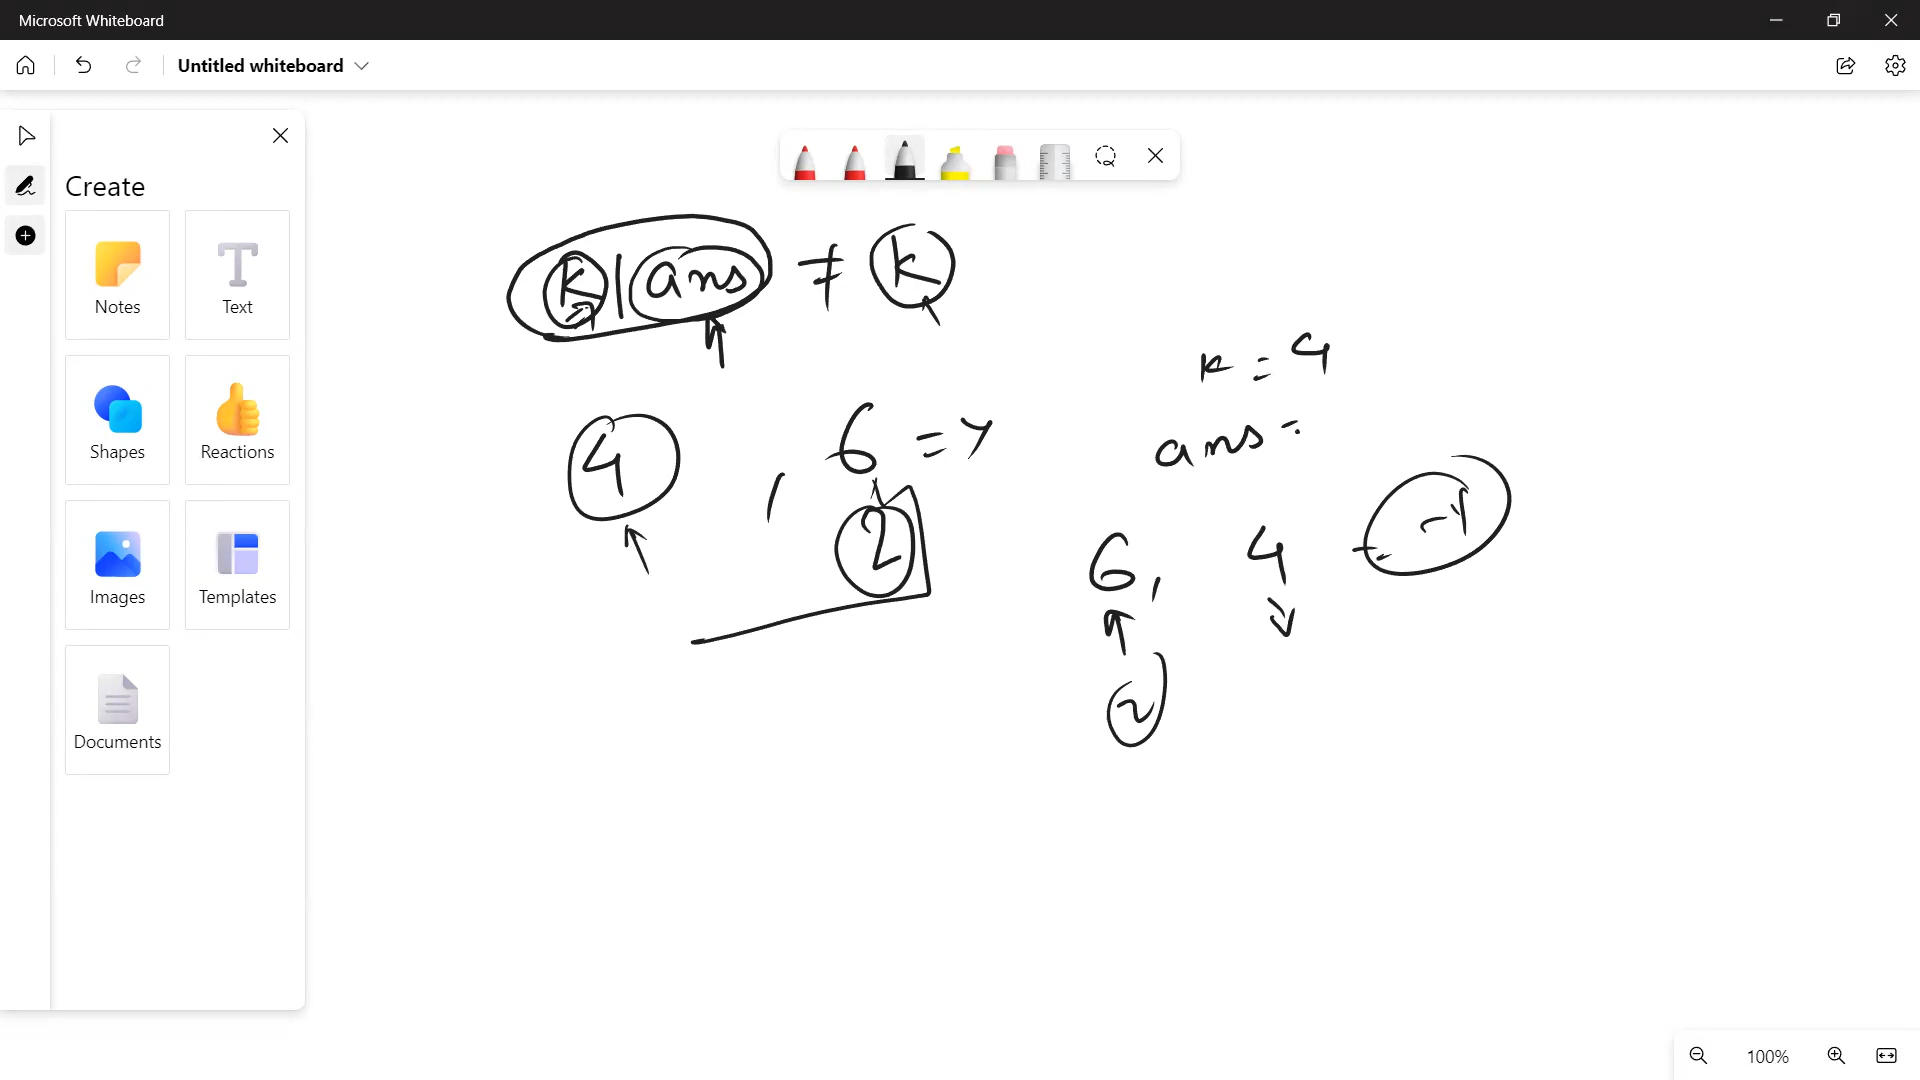 Microsoft Whiteboard
Untitled whiteboard
Create
Notes
Text
Shapes
Reactions
Images
Templates
Documents
k | ans ≠ k
k = 4
4 , 6 =>
ans =
2
6, 4 = -1
2
100%